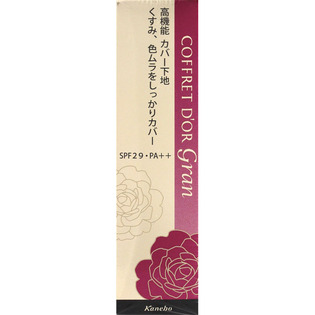 高機能 カバー下地
くすみ、色ムラをしっかりカバー
SPF29・PA++
COFFRET D'OR Gran
Kanebo